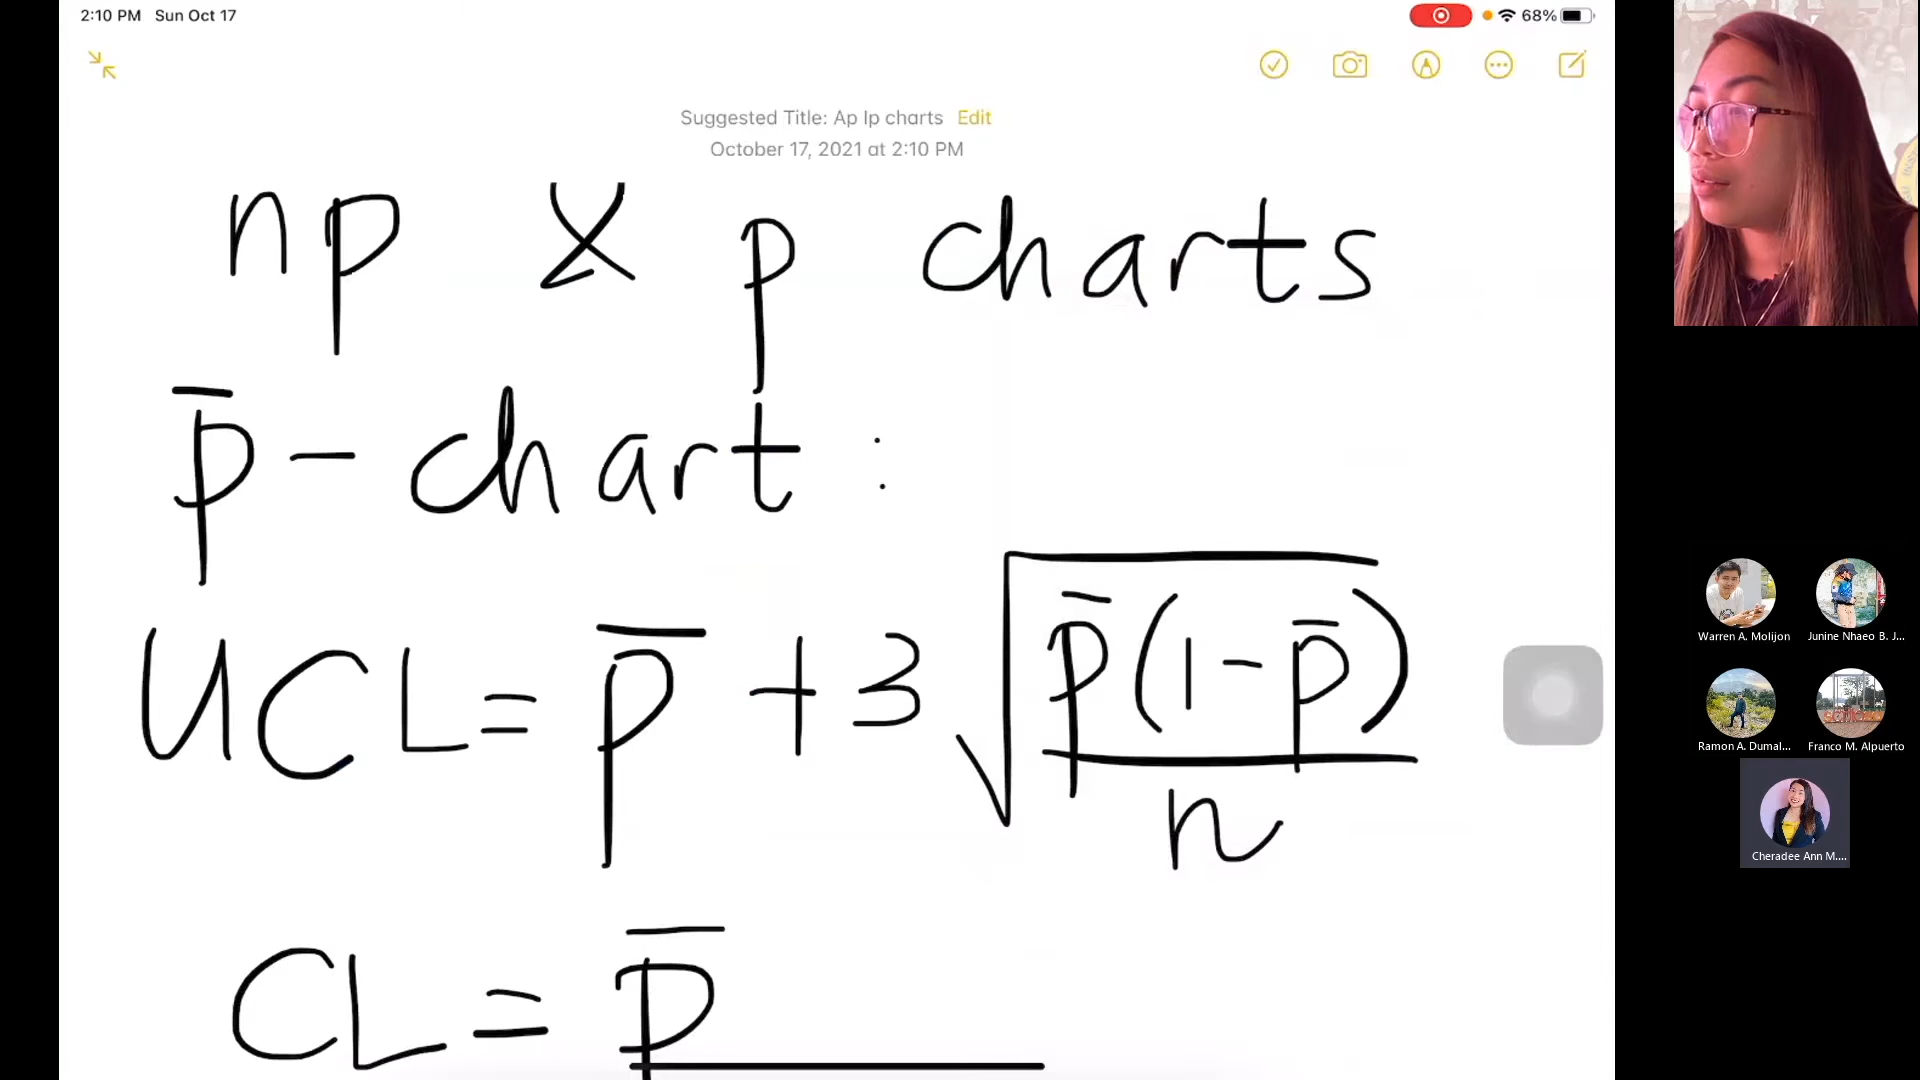 2:10 PM Sun Oct 17
68%
Suggested Title: Ap Ip charts Edit
October 17, 2021 at 2:10 PM
np & p charts
p̅ - chart :
UCL = p̅ + 3 √ p̅ (1 - p̅) / n
CL = p̅
Warren A. Molijon
Junine Nhaeo B. J...
Ramon A. Dumal...
Franco M. Alpuerto
Cheradee Ann M....